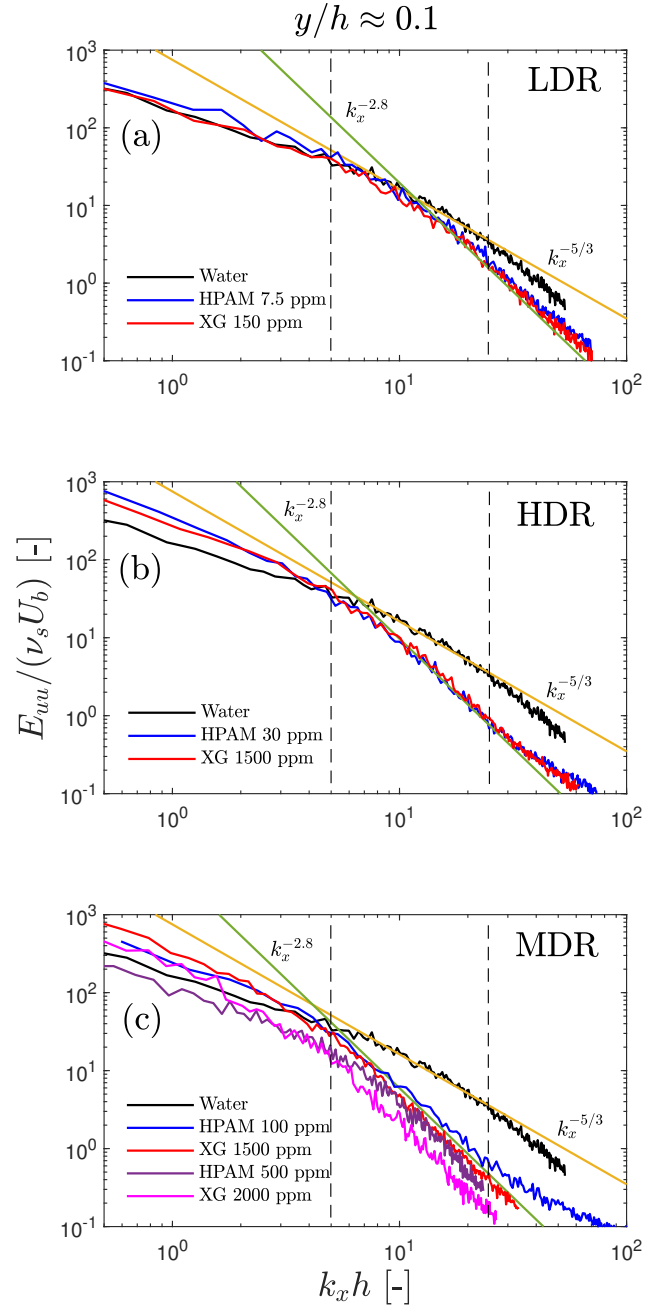 y/h ≈ 0.1
LDR
(a)
k_x^{-2.8}
k_x^{-5/3}
Water
HPAM 7.5 ppm
XG 150 ppm
10^3
10^2
10^1
10^0
10^{-1}
10^0
10^1
10^2
HDR
(b)
k_x^{-2.8}
k_x^{-5/3}
Water
HPAM 30 ppm
XG 1500 ppm
10^3
10^2
10^1
10^0
10^{-1}
10^0
10^1
10^2
E_{uu}/(ν_s U_b) [-]
MDR
(c)
k_x^{-2.8}
k_x^{-5/3}
Water
HPAM 100 ppm
XG 1500 ppm
HPAM 500 ppm
XG 2000 ppm
10^3
10^2
10^1
10^0
10^{-1}
10^0
10^1
10^2
k_x h [-]